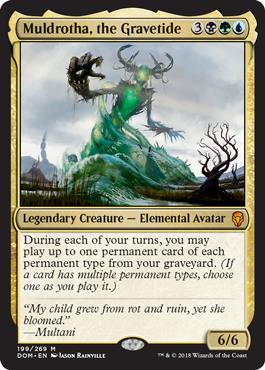 Muldrotha, the Gravetide 3
Legendary Creature — Elemental Avatar
During each of your turns, you may
play up to one permanent card of each
permanent type from your graveyard. (If
a card has multiple permanent types, choose
one as you play it.)
"My child grew from rot and ruin, yet she
bloomed."
—Multani
6/6
199/269 M
DOM • EN JASON RAINVILLE
™ & © 2018 Wizards of the Coast